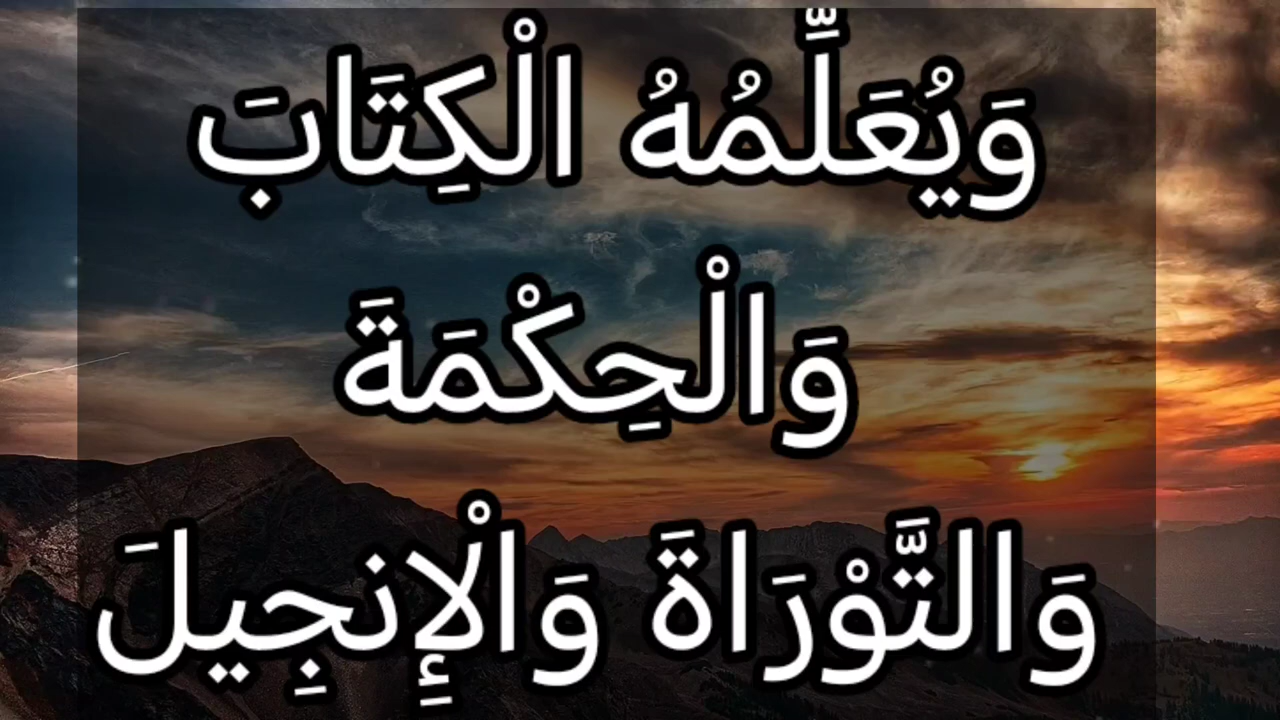 وَيُعَلِّمُهُ الْكِتَابَ
وَالْحِكْمَةَ
وَالتَّوْرَاةَ وَالْإِنجِيلَ